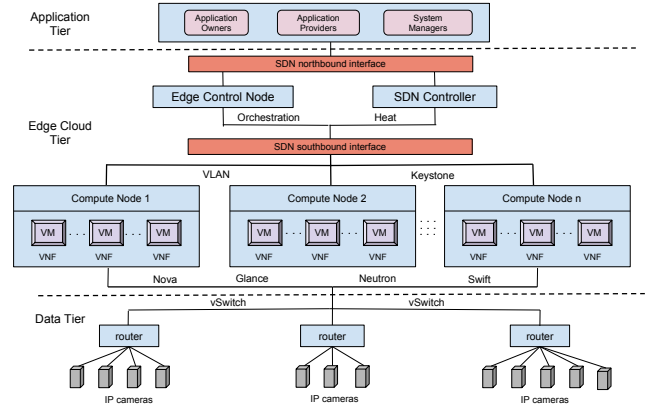 Application
Tier
Application
Owners
Application
Providers
System
Managers
SDN northbound interface
Edge Control Node
SDN Controller
Orchestration
Heat
Edge Cloud
Tier
SDN southbound interface
VLAN
Keystone
Compute Node 1
Compute Node 2
Compute Node n
VM . . . VM . . . VM
VNF VNF VNF
VM . . . VM . . . VM
VNF VNF VNF
VM . . . VM . . . VM
VNF VNF VNF
Nova
Glance
Neutron
Swift
Data Tier
vSwitch
vSwitch
router
router
router
IP cameras
IP cameras
IP cameras